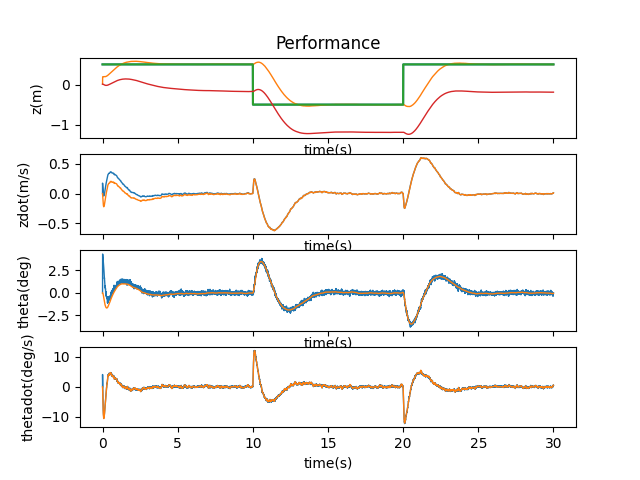 Performance
z(m)
0
−1
time(s)
zdot(m/s)
0.5
0.0
−0.5
time(s)
theta(deg)
2.5
0.0
−2.5
time(s)
thetadot(deg/s)
10
0
−10
0 5 10 15 20 25 30
time(s)